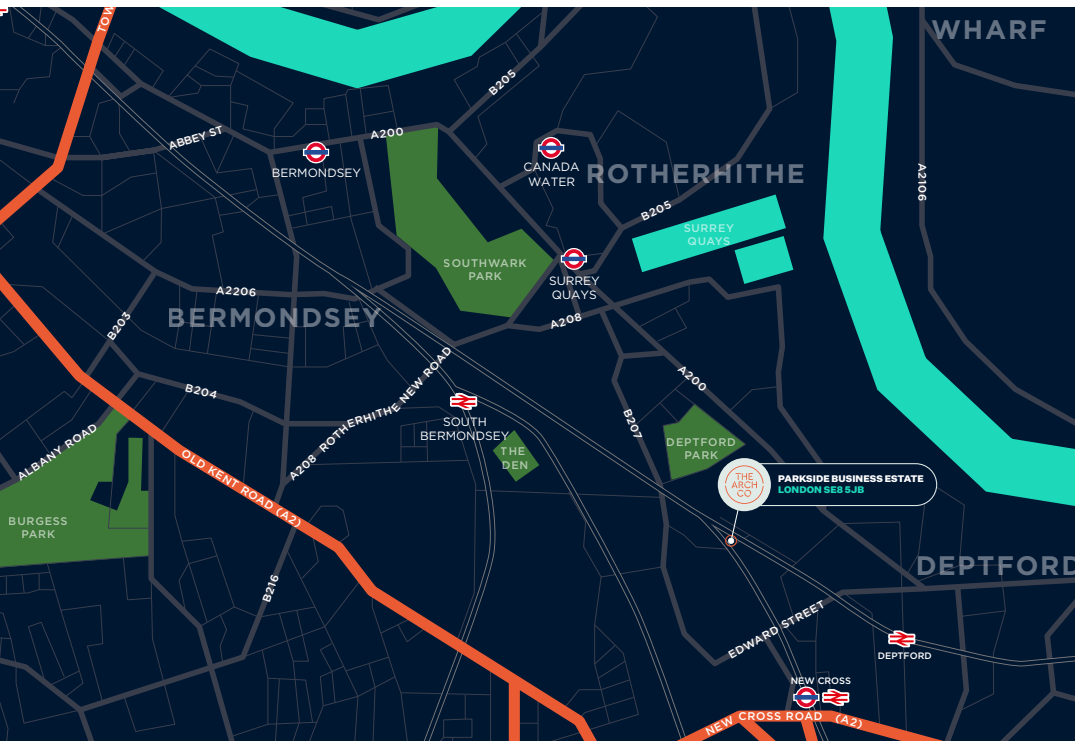 TOW
WHARF
B205
ABBEY ST
A200
BERMONDSEY
CANADA
WATER
ROTHERHITHE
A2106
B205
SURREY
QUAYS
SOUTHWARK
PARK
SURREY
QUAYS
A2206
BERMONDSEY
B203
A208
B204
A208 ROTHERHITHE NEW ROAD
A200
SOUTH
BERMONDSEY
B207
ALBANY ROAD
DEPTFORD
PARK
THE
DEN
OLD KENT ROAD (A2)
THE
ARCH
CO
PARKSIDE BUSINESS ESTATE
LONDON SE8 5JB
BURGESS
PARK
DEPTFORD
B216
EDWARD STREET
DEPTFORD
NEW CROSS
NEW CROSS ROAD (A2)